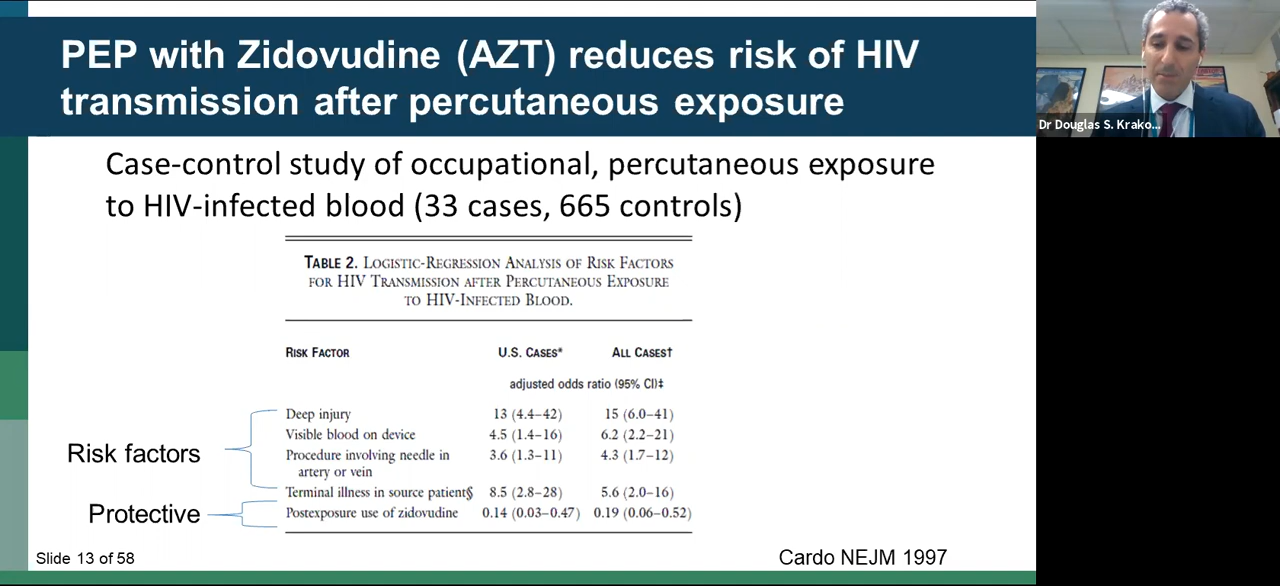 PEP with Zidovudine (AZT) reduces risk of HIV
transmission after percutaneous exposure
Dr Douglas S. Krako...
Case-control study of occupational, percutaneous exposure
to HIV-infected blood (33 cases, 665 controls)
TABLE 2. LOGISTIC-REGRESSION ANALYSIS OF RISK FACTORS
FOR HIV TRANSMISSION AFTER PERCUTANEOUS EXPOSURE
TO HIV-INFECTED BLOOD.
RISK FACTOR U.S. CASES* ALL CASES†
adjusted odds ratio (95% CI)‡
Deep injury 13 (4.4–42) 15 (6.0–41)
Visible blood on device 4.5 (1.4–16) 6.2 (2.2–21)
Risk factors
Procedure involving needle in 3.6 (1.3–11) 4.3 (1.7–12)
artery or vein
Terminal illness in source patient§ 8.5 (2.8–28) 5.6 (2.0–16)
Protective
Postexposure use of zidovudine 0.14 (0.03–0.47) 0.19 (0.06–0.52)
Slide 13 of 58
Cardo NEJM 1997